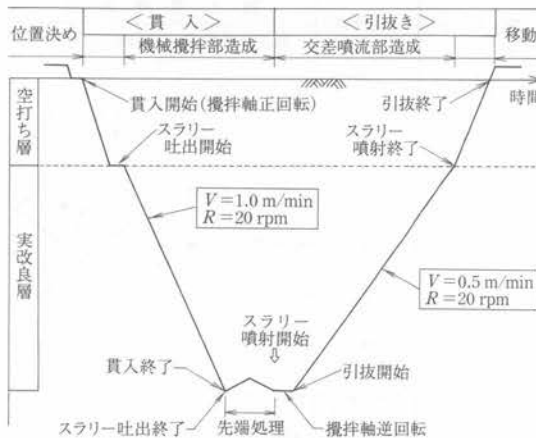 位置決め
＜貫　入＞
＜引抜き＞
機械攪拌部造成
交差噴流部造成
移動
貫入開始(攪拌軸正回転)
引抜終了
時間
空打ち層
スラリー
吐出開始
スラリー
噴射終了
V=1.0 m/min
R=20 rpm
実改良層
V=0.5 m/min
R=20 rpm
スラリー
噴射開始
貫入終了
引抜開始
スラリー吐出終了
先端処理
攪拌軸逆回転